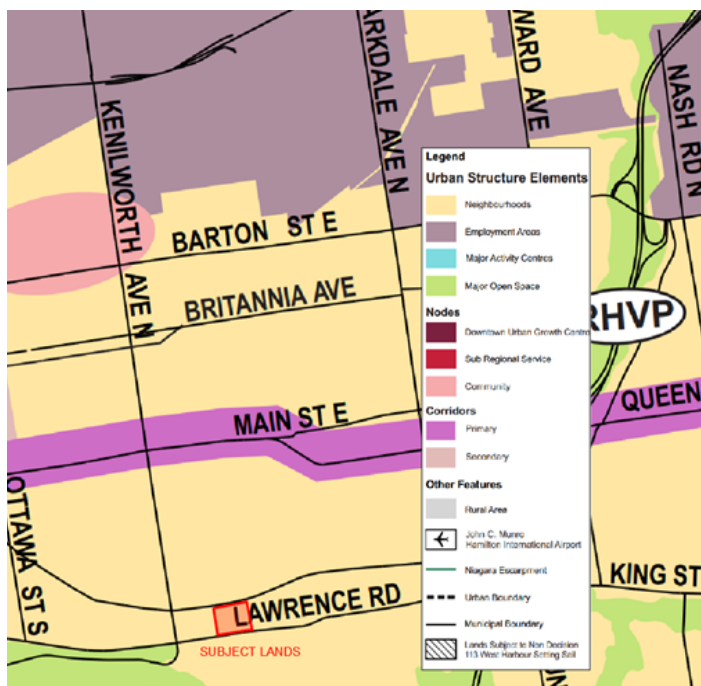 ARKDALE AVE N
WARD AVE
NASH RD N
KENILWORTH AVE N
BARTON ST E
BRITANNIA AVE
MAIN ST E
QUEEN
RHVP
OTTAWA ST S
LAWRENCE RD
KING ST
SUBJECT LANDS
Legend
Urban Structure Elements
Neighbourhoods
Employment Areas
Major Activity Centres
Major Open Space
Nodes
Downtown Urban Growth Centre
Sub Regional Service
Community
Corridors
Primary
Secondary
Other Features
Rural Area
John C. Munro
Hamilton International Airport
Niagara Escarpment
Urban Boundary
Municipal Boundary
Lands Subject to Non Decision
113 West Harbour Setting Sail